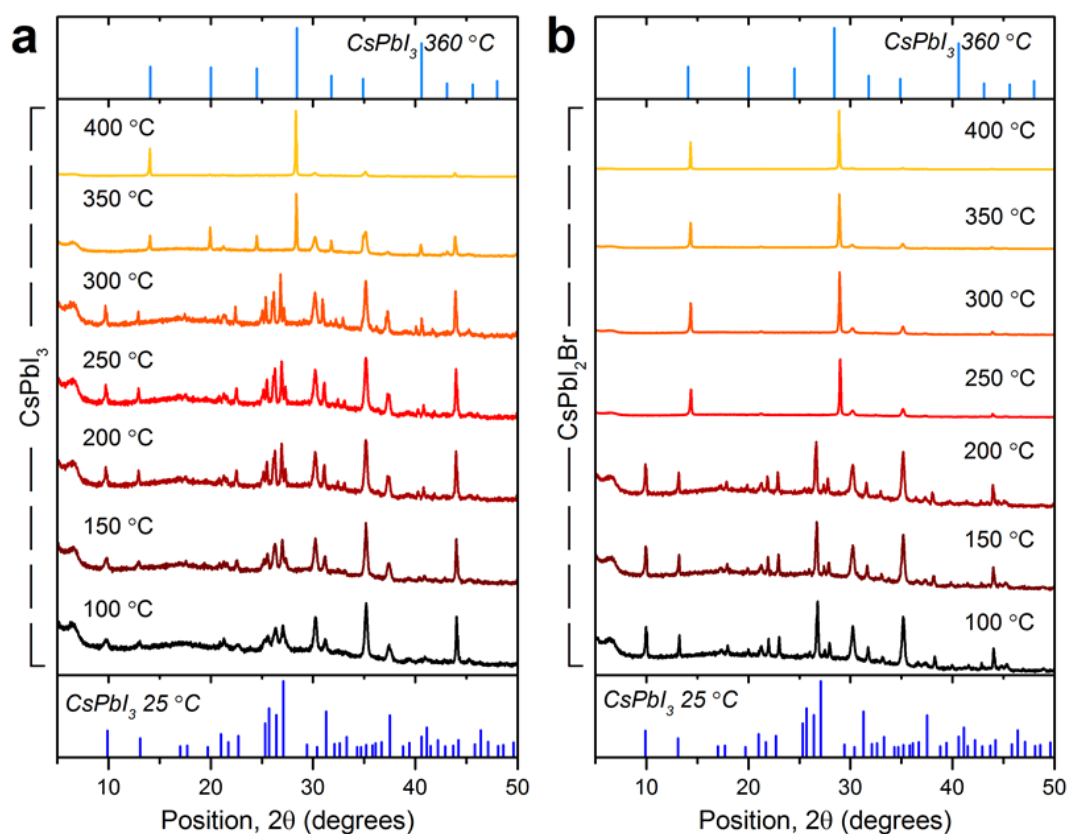 a
CsPbI₃ 360 °C
400 °C
350 °C
300 °C
250 °C
200 °C
150 °C
100 °C
CsPbI₃
CsPbI₃ 25 °C
10 20 30 40 50
Position, 2θ (degrees)
b
CsPbI₃ 360 °C
400 °C
350 °C
300 °C
250 °C
200 °C
150 °C
100 °C
CsPbI₂Br
CsPbI₃ 25 °C
10 20 30 40 50
Position, 2θ (degrees)